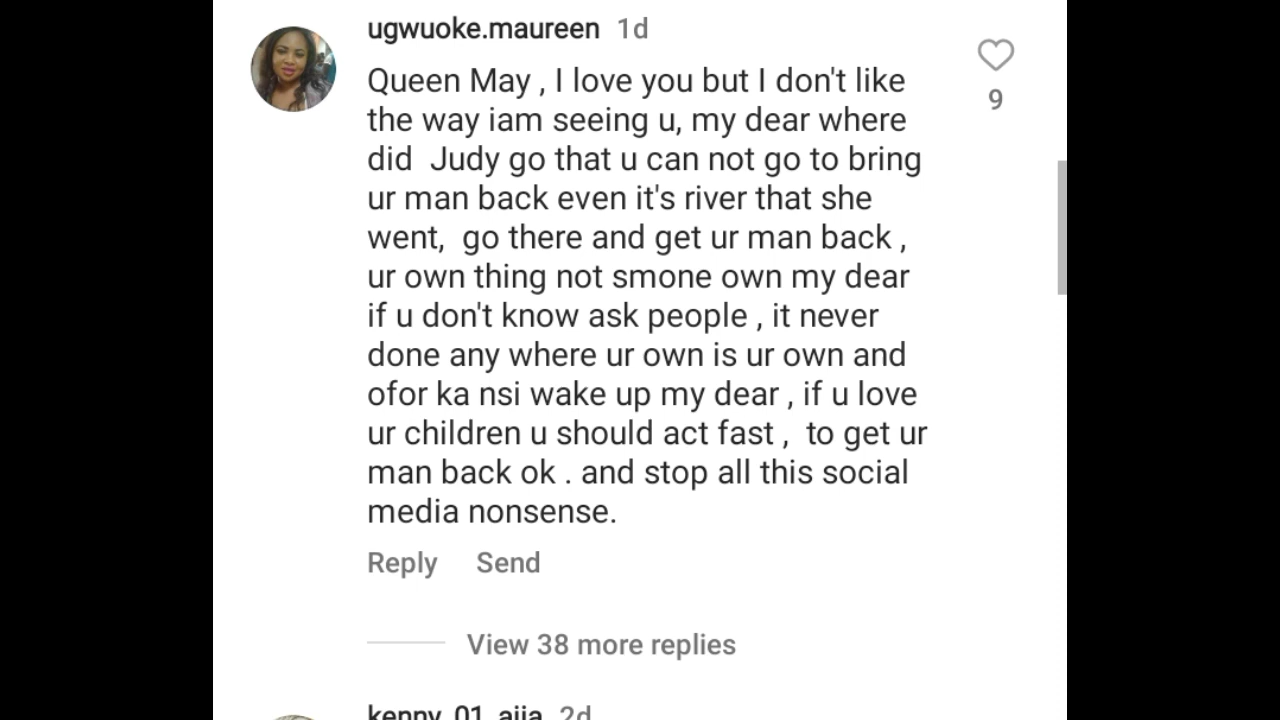 ugwuoke.maureen 1d
Queen May , I love you but I don't like
the way iam seeing u, my dear where
did  Judy go that u can not go to bring
ur man back even it's river that she
went,  go there and get ur man back ,
ur own thing not smone own my dear
if u don't know ask people , it never
done any where ur own is ur own and
ofor ka nsi wake up my dear , if u love
ur children u should act fast ,  to get ur
man back ok . and stop all this social
media nonsense.
9
Reply Send
View 38 more replies
kenny_01_aiia 2d